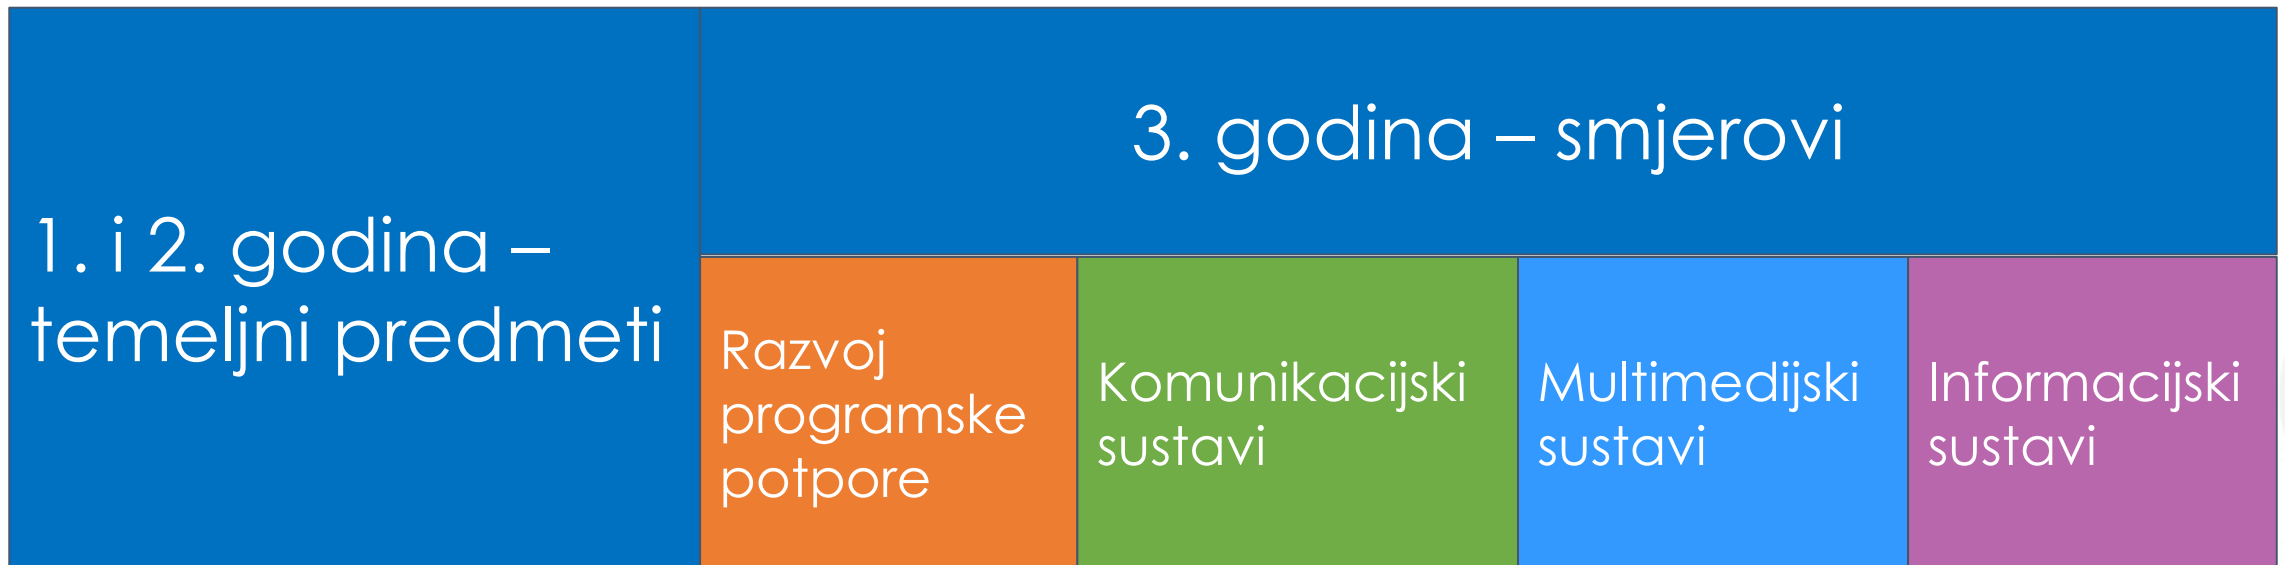 1. i 2. godina –
temeljni predmeti
3. godina – smjerovi
Razvoj
programske
potpore
Komunikacijski
sustavi
Multimedijski
sustavi
Informacijski
sustavi